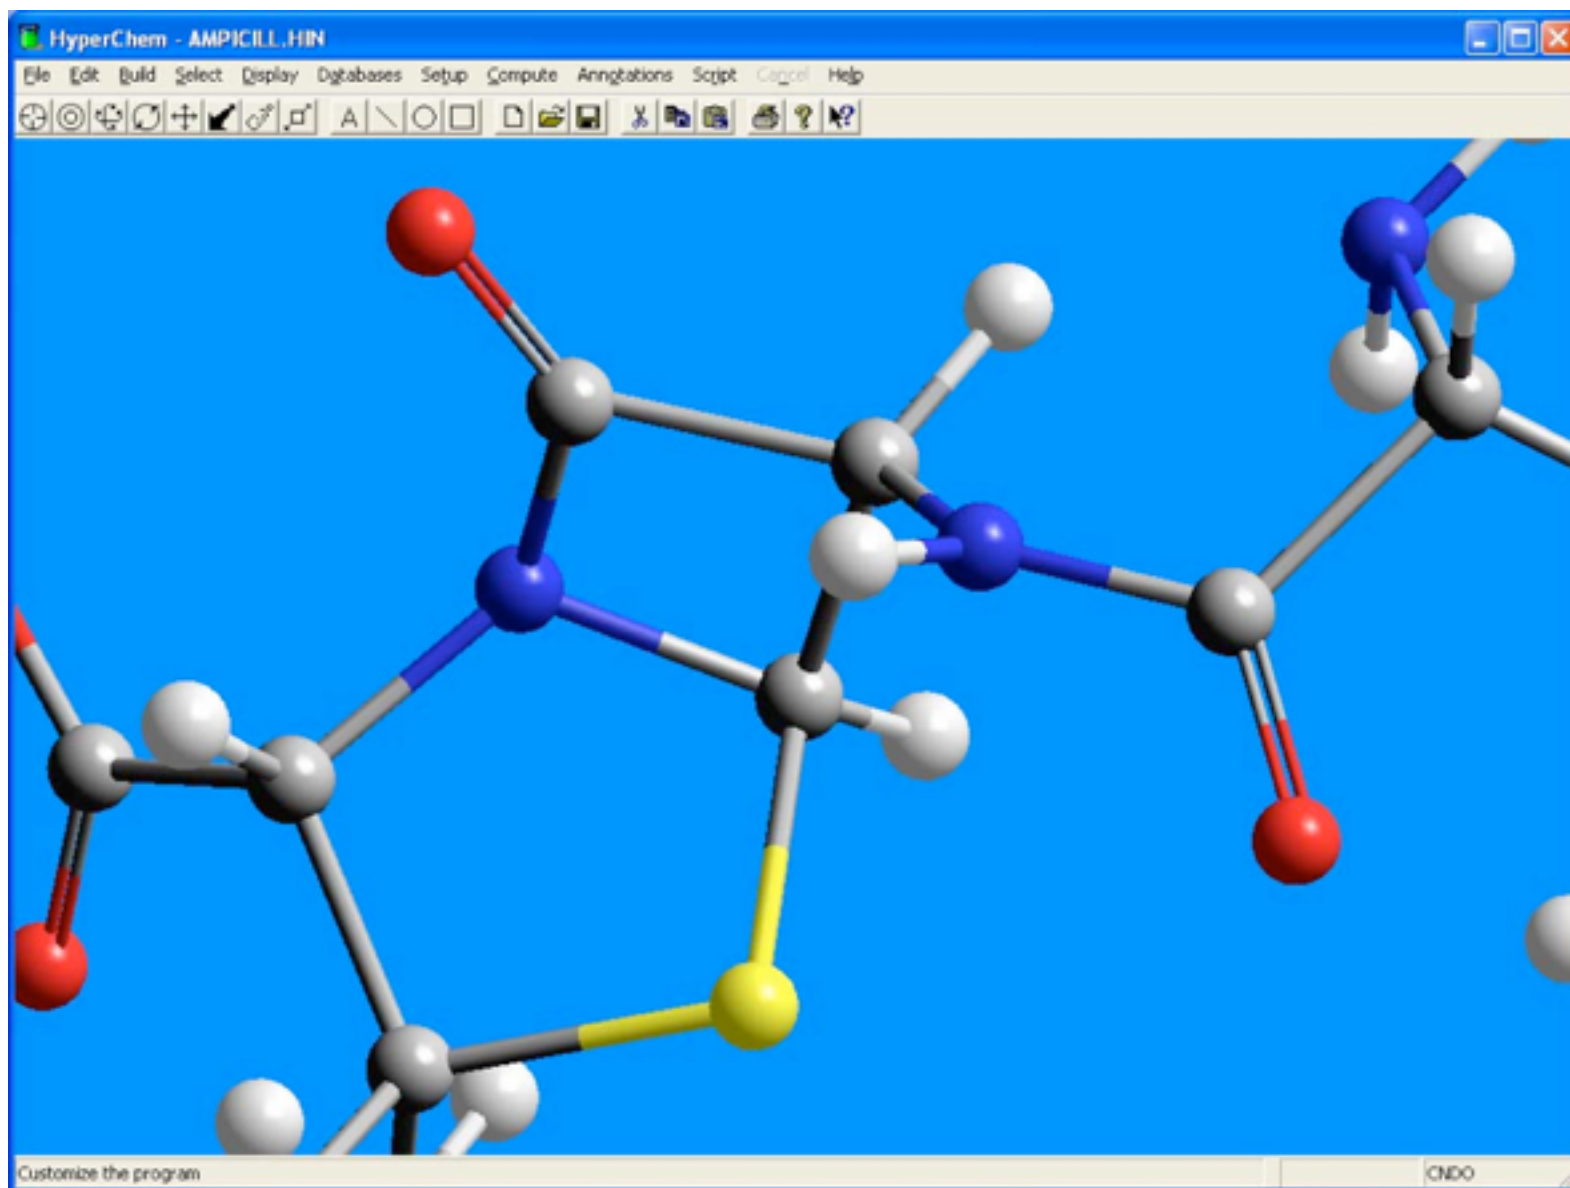 HyperChem - AMPICILL.HIN
File Edit Build Select Display Databases Setup Compute Annotations Script Cancel Help
A
Customize the program
CNDO